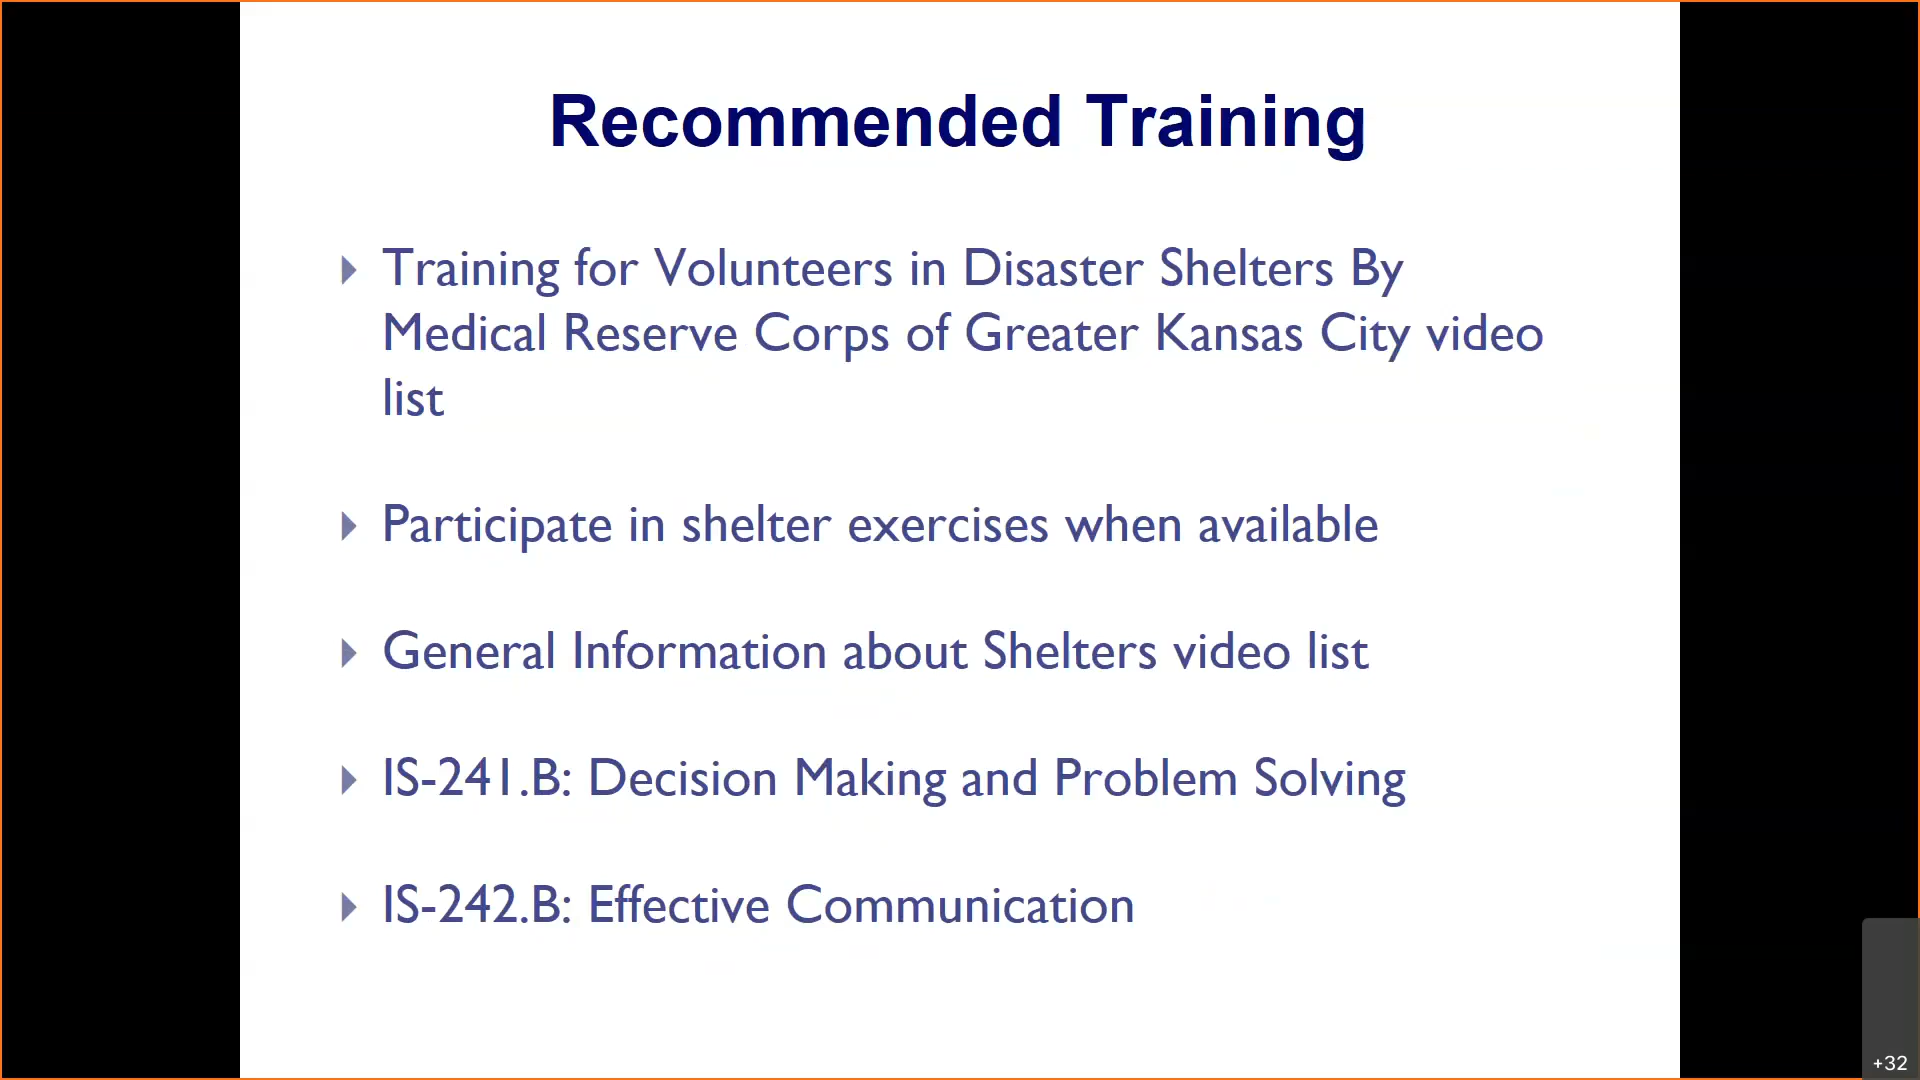 Recommended Training
Training for Volunteers in Disaster Shelters By
Medical Reserve Corps of Greater Kansas City video
list
Participate in shelter exercises when available
General Information about Shelters video list
IS-241.B: Decision Making and Problem Solving
IS-242.B: Effective Communication
+32